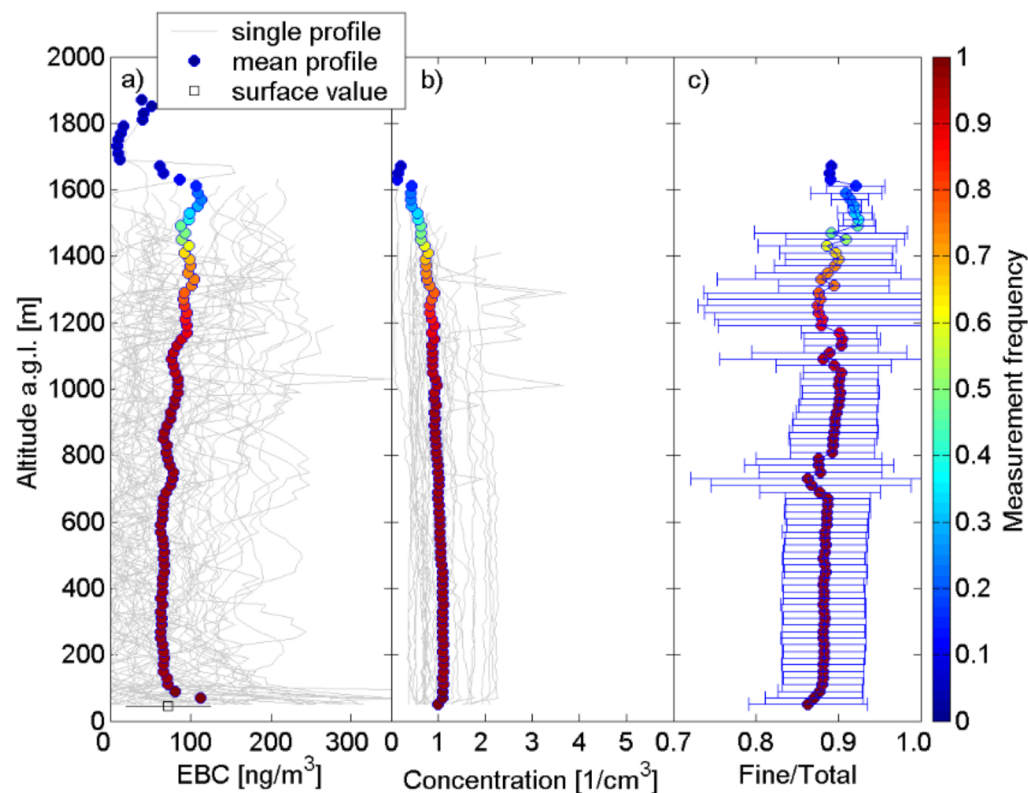 single profile
mean profile
surface value
a)
b)
c)
2000
1800
1600
1400
1200
1000
800
600
400
200
0
Altitude a.g.l. [m]
0 100 200 300
EBC [ng/m³]
0 1 2 3 4 5 6
Concentration [1/cm³]
0.7 0.8 0.9 1.0
Fine/Total
1
0.9
0.8
0.7
0.6
0.5
0.4
0.3
0.2
0.1
0
Measurement frequency